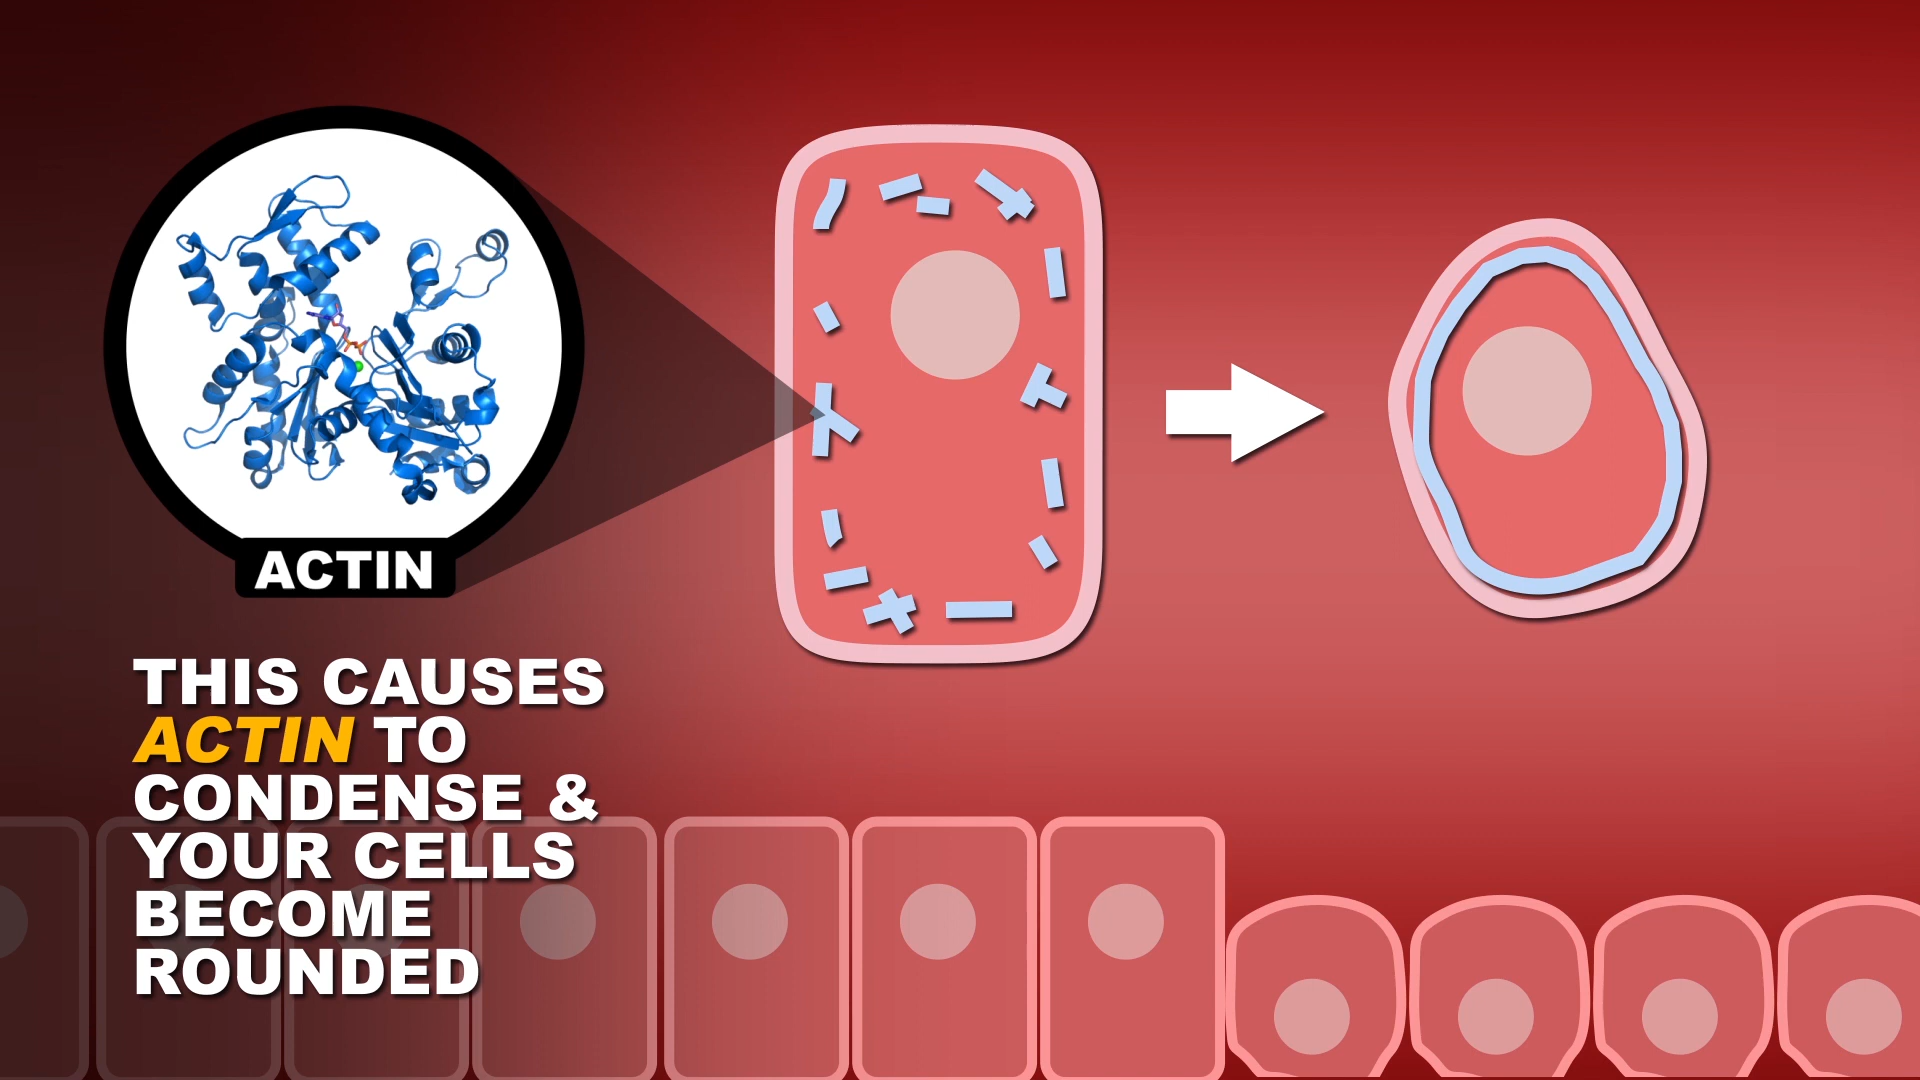 ACTIN
THIS CAUSES
ACTIN TO
CONDENSE &
YOUR CELLS
BECOME
ROUNDED